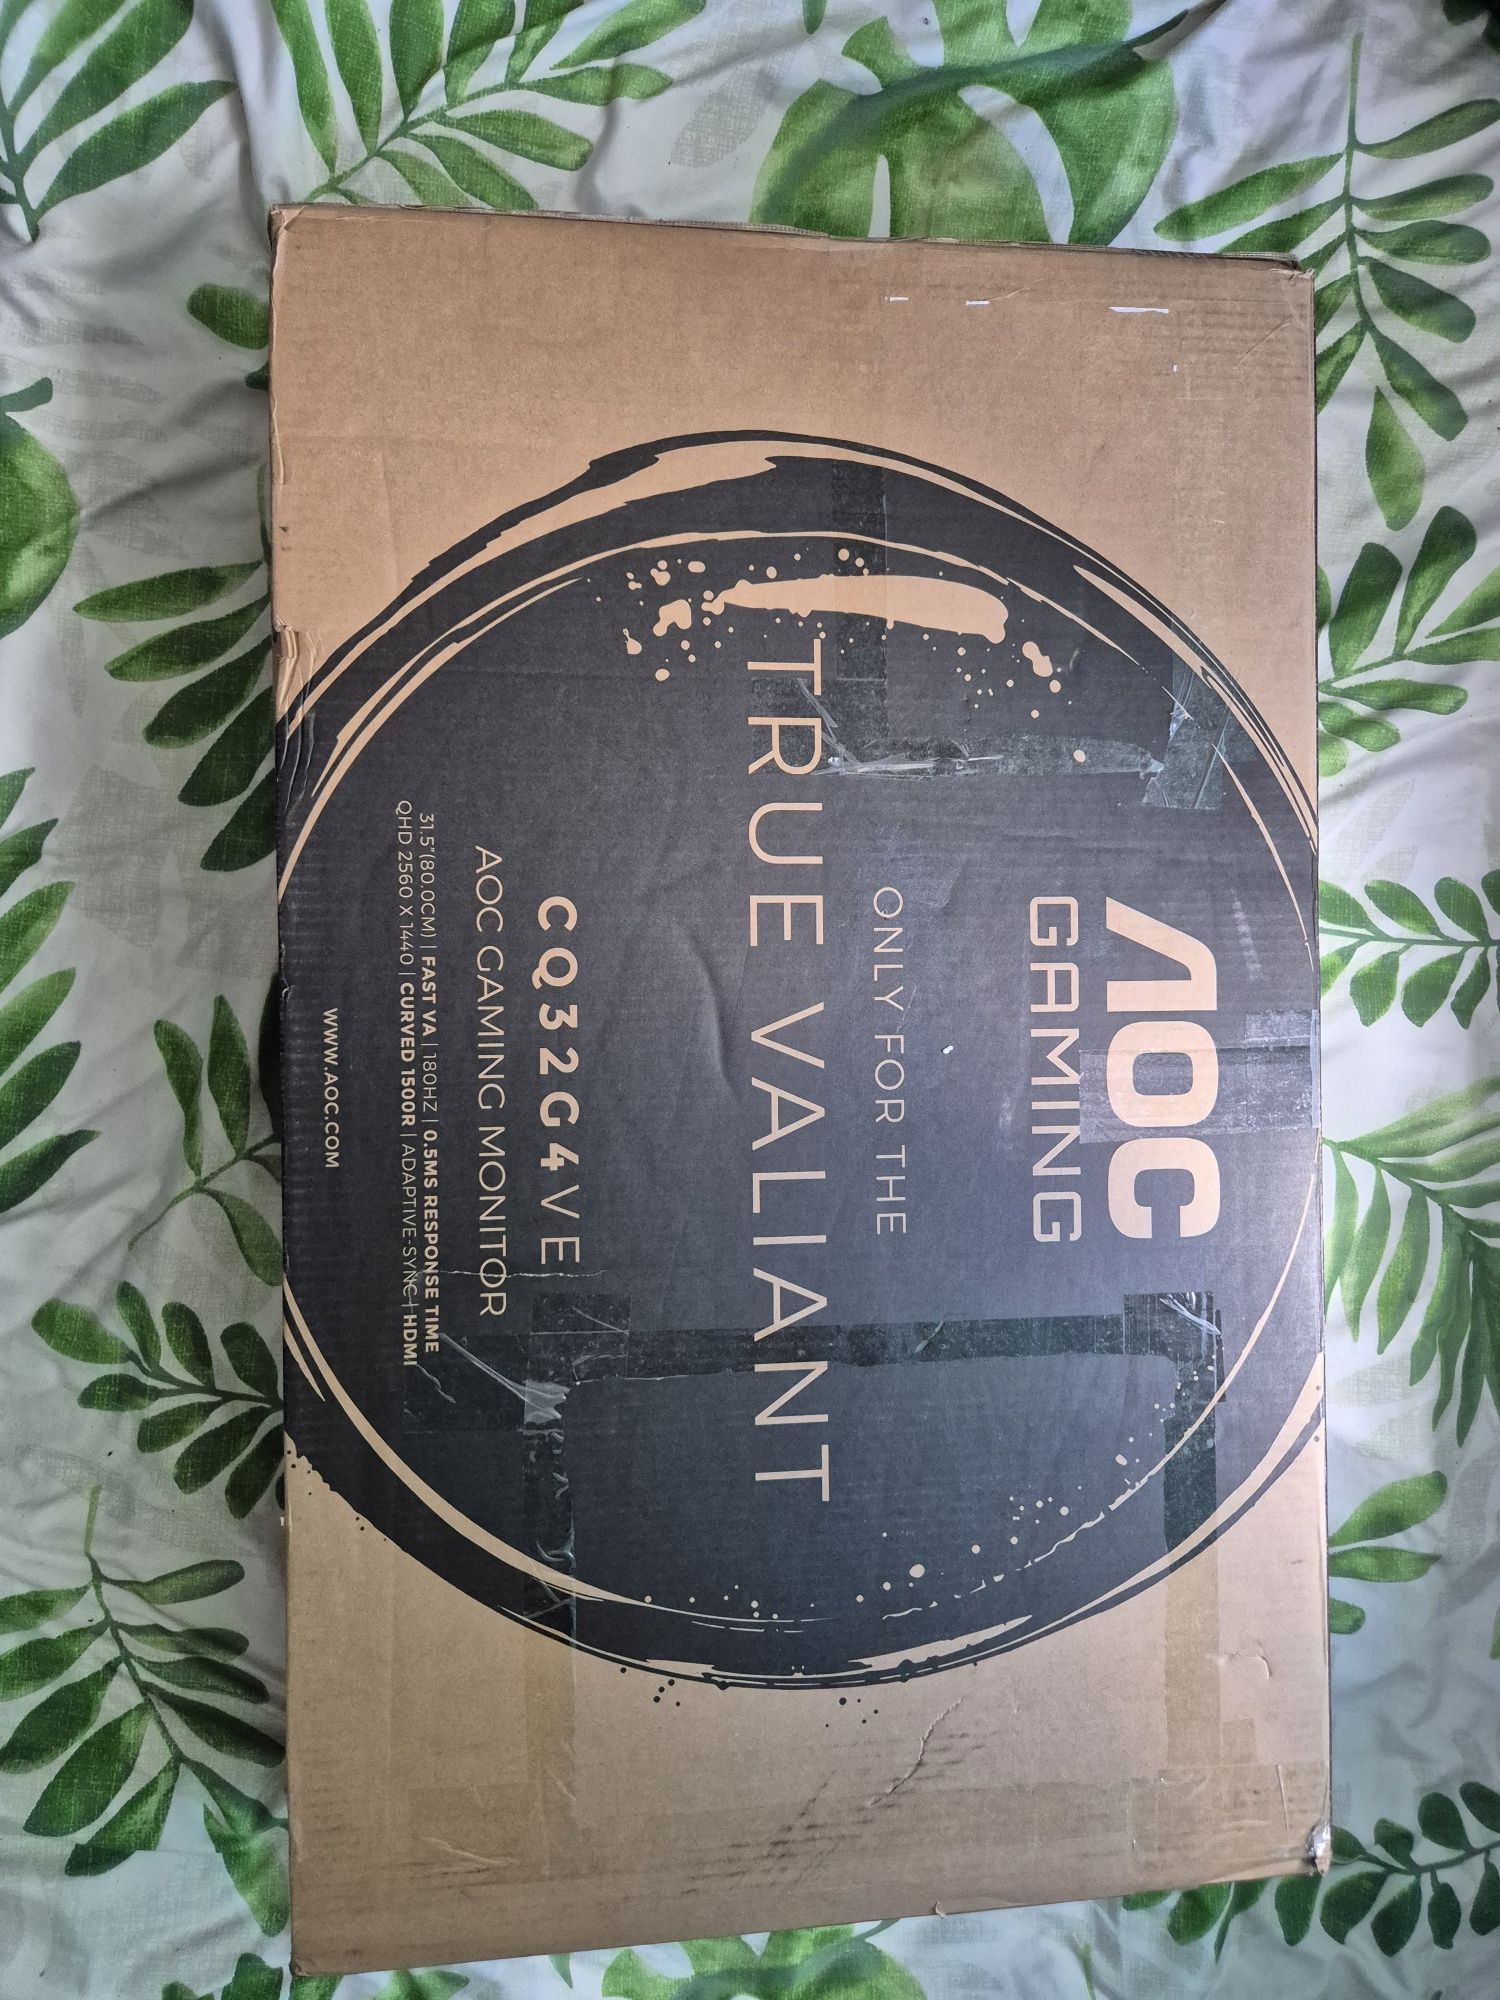 AOC
GAMING
ONLY FOR THE
TRUE VALIANT
CQ32G4VE
AOC GAMING MONITOR
31.5"(80.0CM) | FAST VA | 180HZ | 0.5MS RESPONSE TIME
QHD 2560 X 1440 | CURVED 1500R | ADAPTIVE-SYNC | HDMI
WWW.AOC.COM